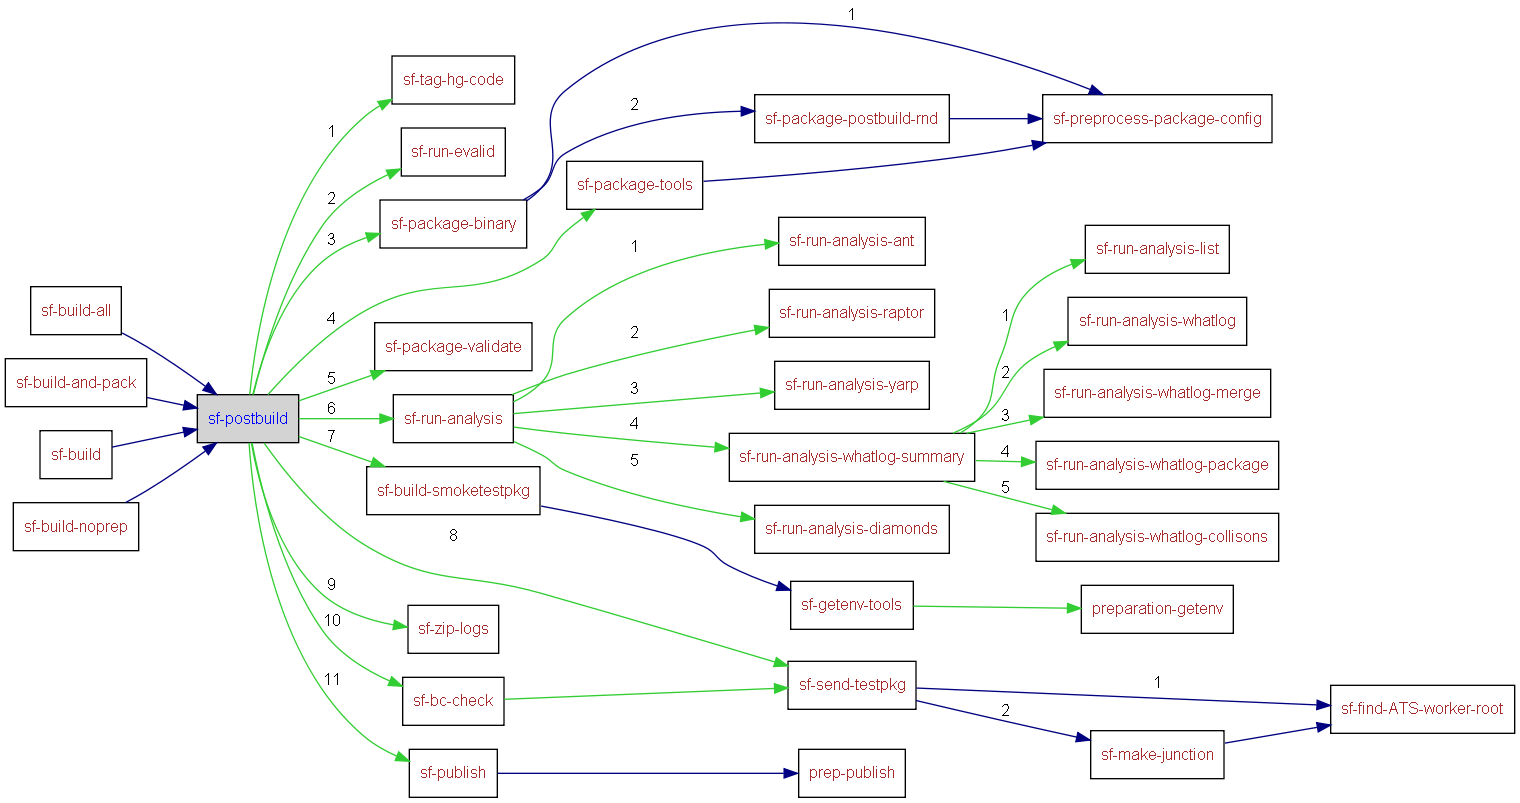 1
sf-tag-hg-code
1
2
sf-package-postbuild-rnd
sf-preprocess-package-config
sf-run-evalid
2
sf-package-tools
sf-package-binary
3
sf-run-analysis-ant
1
sf-run-analysis-list
sf-build-all
4
sf-run-analysis-raptor
2
1
sf-run-analysis-whatlog
sf-package-validate
5
sf-build-and-pack
sf-run-analysis-yarp
3
2
sf-run-analysis-whatlog-merge
sf-postbuild
6
sf-run-analysis
4
3
sf-build
sf-run-analysis-whatlog-summary
4
sf-run-analysis-whatlog-package
7
5
sf-build-smoketestpkg
5
sf-build-noprep
8
sf-run-analysis-diamonds
sf-run-analysis-whatlog-collisons
9
sf-getenv-tools
preparation-getenv
10
sf-zip-logs
11
sf-bc-check
sf-send-testpkg
1
2
sf-find-ATS-worker-root
sf-make-junction
sf-publish
prep-publish